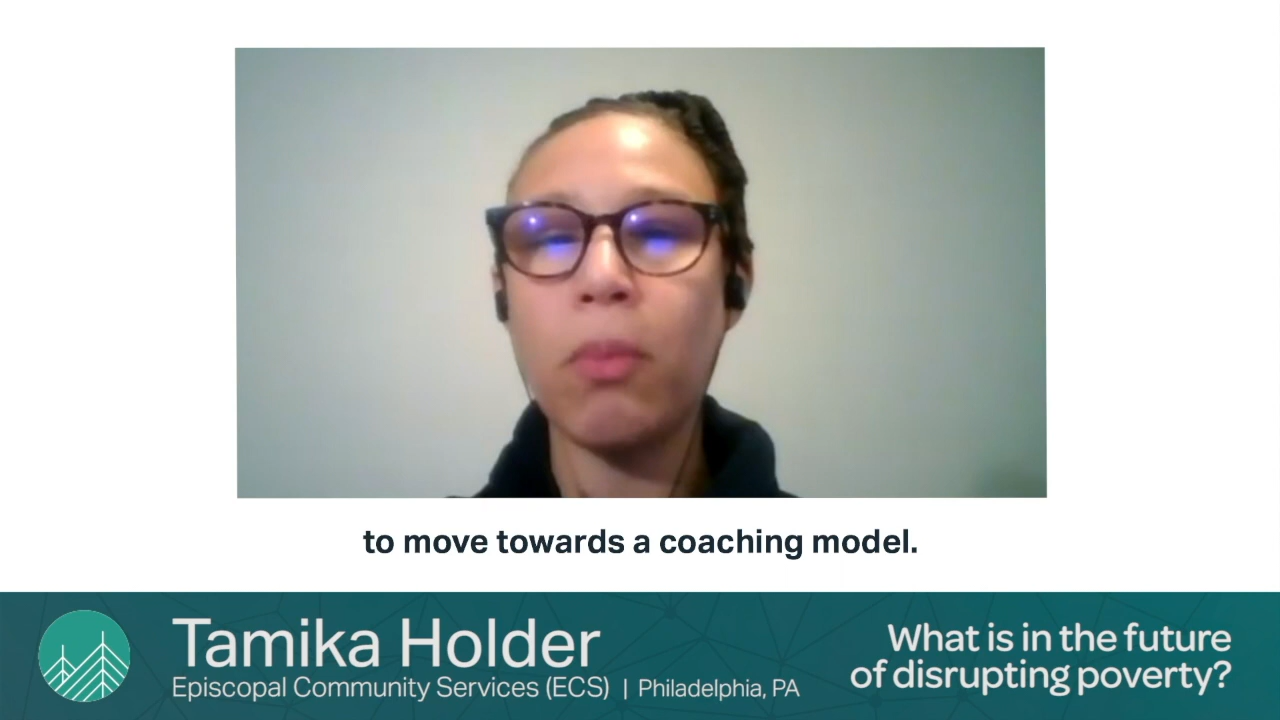 to move towards a coaching model.
Tamika Holder
Episcopal Community Services (ECS) | Philadelphia, PA
What is in the future
of disrupting poverty?